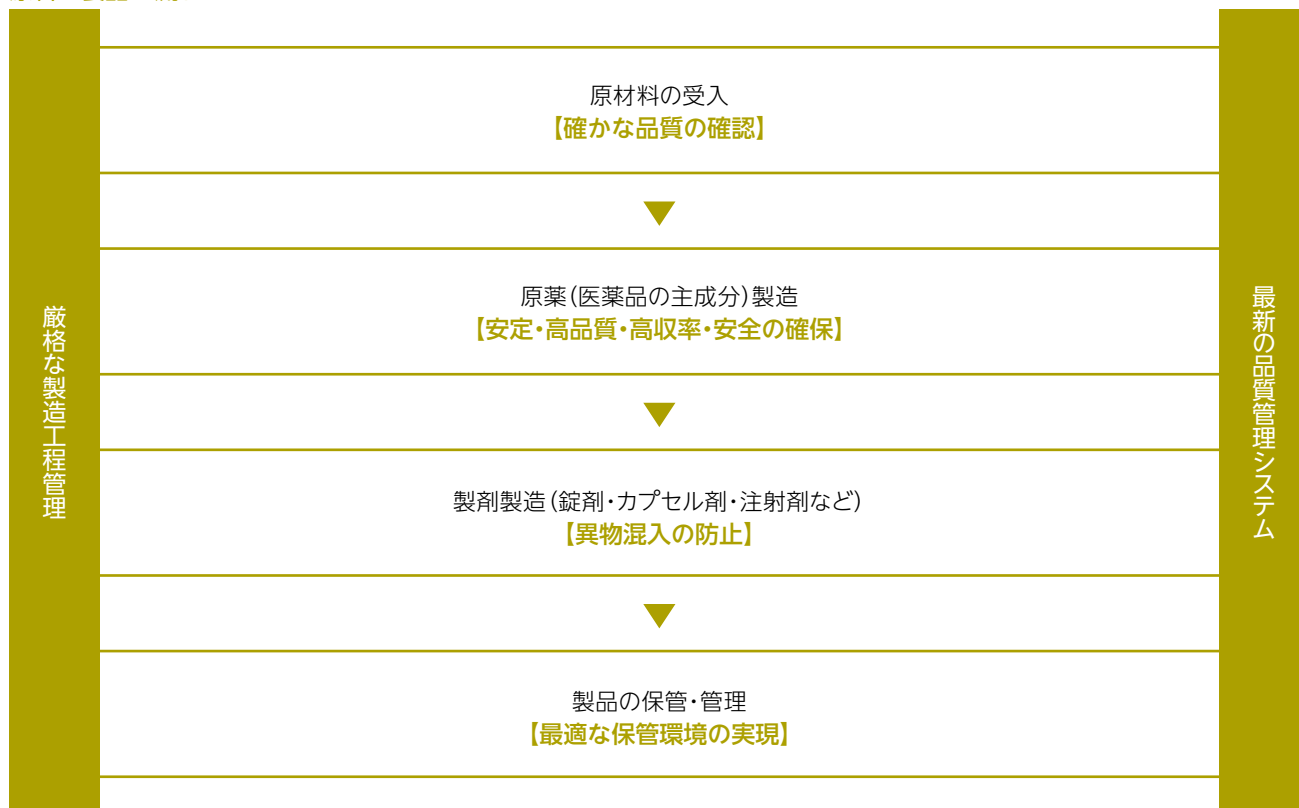 厳格な製造工程管理
原材料の受入
【確かな品質の確認】
原薬(医薬品の主成分)製造
【安定・高品質・高収率・安全の確保】
製剤製造(錠剤・カプセル剤・注射剤など)
【異物混入の防止】
製品の保管・管理
【最適な保管環境の実現】
最新の品質管理システム